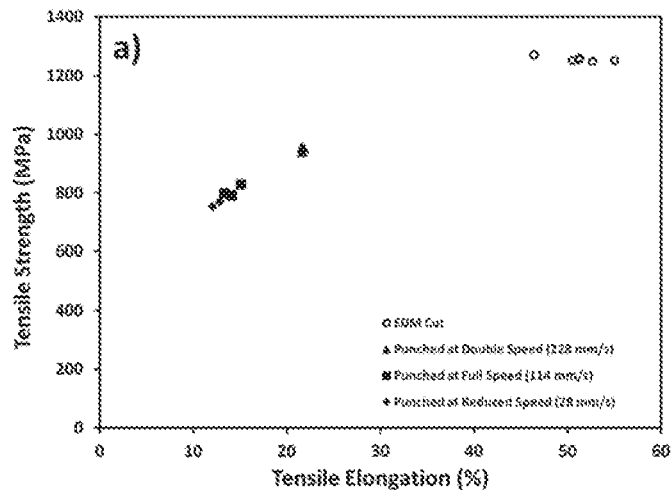 a)
1400
1200
1000
800
600
400
200
0
0 10 20 30 40 50 60
Tensile Strength (MPa)
Tensile Elongation (%)
EDM Cut
Punched at Double Speed (228 mm/s)
Punched at Full Speed (114 mm/s)
Punched at Reduced Speed (28 mm/s)